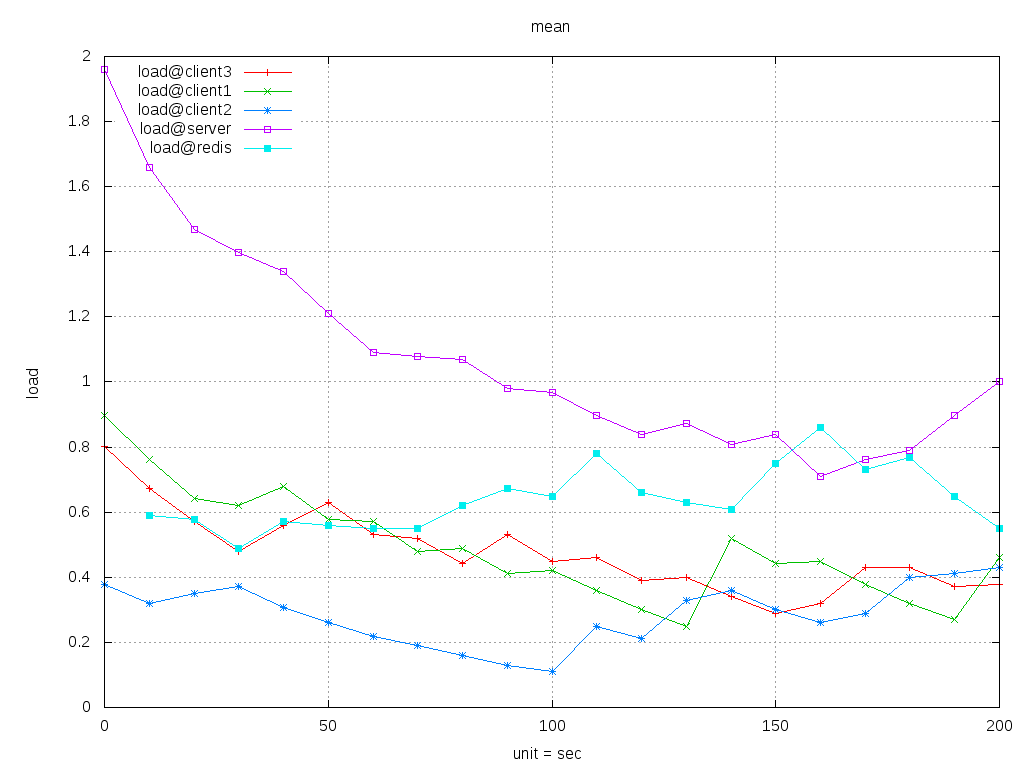 mean
2
1.8
1.6
1.4
1.2
1
0.8
0.6
0.4
0.2
0
load
load@client3
load@client1
load@client2
load@server
load@redis
0 50 100 150 200
unit = sec